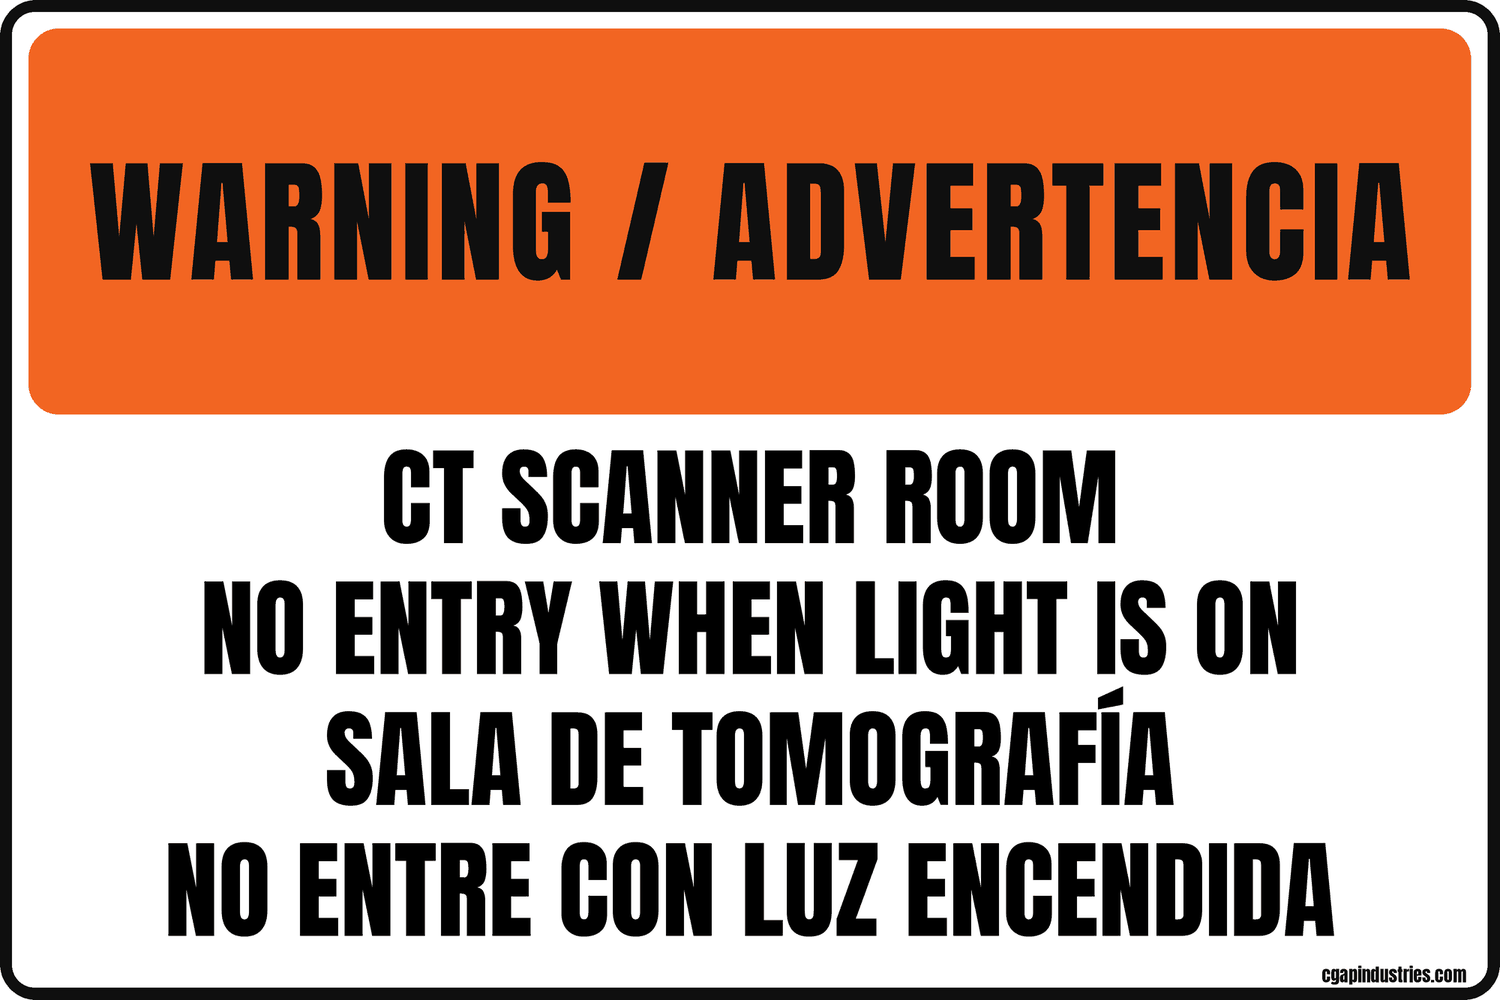 WARNING / ADVERTENCIA
CT SCANNER ROOM
NO ENTRY WHEN LIGHT IS ON
SALA DE TOMOGRAFÍA
NO ENTRE CON LUZ ENCENDIDA
cgapindustries.com